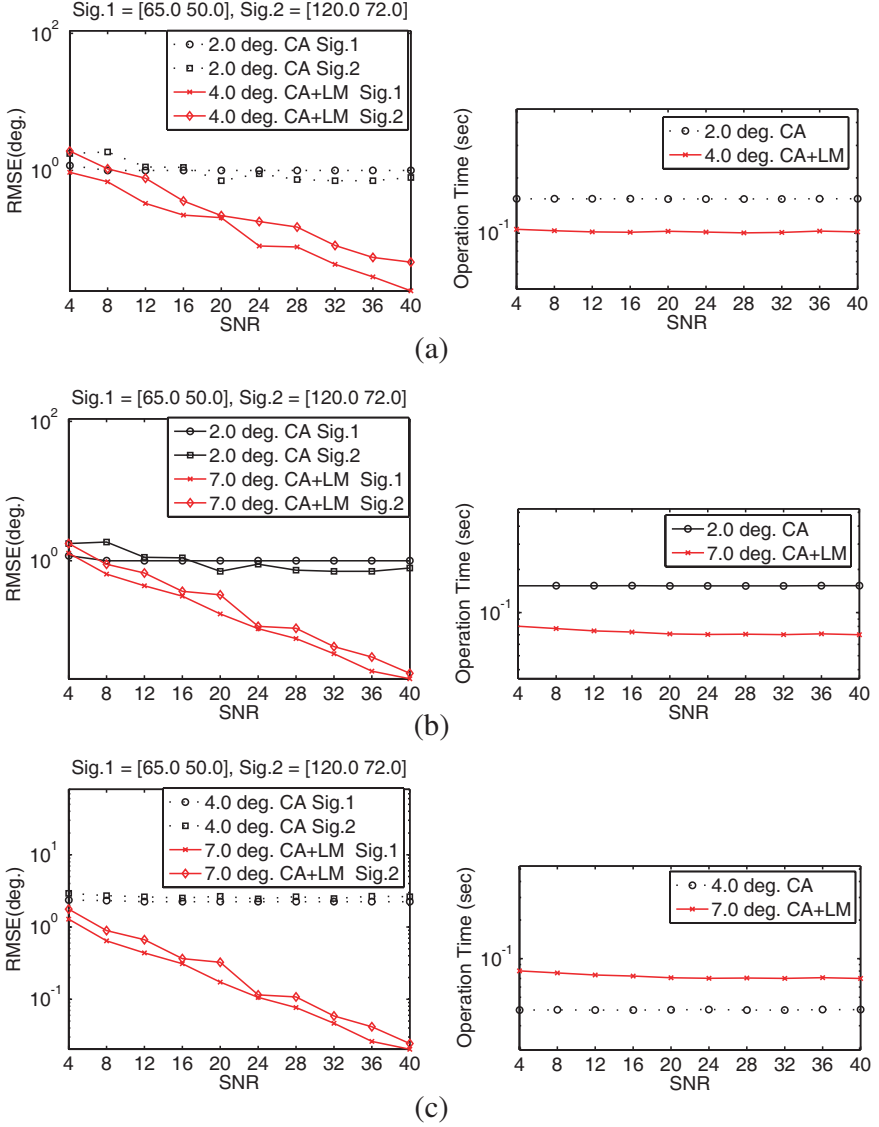 Sig.1 = [65.0 50.0], Sig.2 = [120.0 72.0]
10^2
10^0
RMSE(deg.)
2.0 deg. CA Sig.1
2.0 deg. CA Sig.2
4.0 deg. CA+LM Sig.1
4.0 deg. CA+LM Sig.2
4 8 12 16 20 24 28 32 36 40
SNR
Operation Time (sec)
10^-1
2.0 deg. CA
4.0 deg. CA+LM
4 8 12 16 20 24 28 32 36 40
SNR
(a)
Sig.1 = [65.0 50.0], Sig.2 = [120.0 72.0]
10^2
10^0
RMSE(deg.)
2.0 deg. CA Sig.1
2.0 deg. CA Sig.2
7.0 deg. CA+LM Sig.1
7.0 deg. CA+LM Sig.2
4 8 12 16 20 24 28 32 36 40
SNR
Operation Time (sec)
10^-1
2.0 deg. CA
7.0 deg. CA+LM
4 8 12 16 20 24 28 32 36 40
SNR
(b)
Sig.1 = [65.0 50.0], Sig.2 = [120.0 72.0]
10^1
10^0
10^-1
RMSE(deg.)
4.0 deg. CA Sig.1
4.0 deg. CA Sig.2
7.0 deg. CA+LM Sig.1
7.0 deg. CA+LM Sig.2
4 8 12 16 20 24 28 32 36 40
SNR
Operation Time (sec)
10^-1
4.0 deg. CA
7.0 deg. CA+LM
4 8 12 16 20 24 28 32 36 40
SNR
(c)